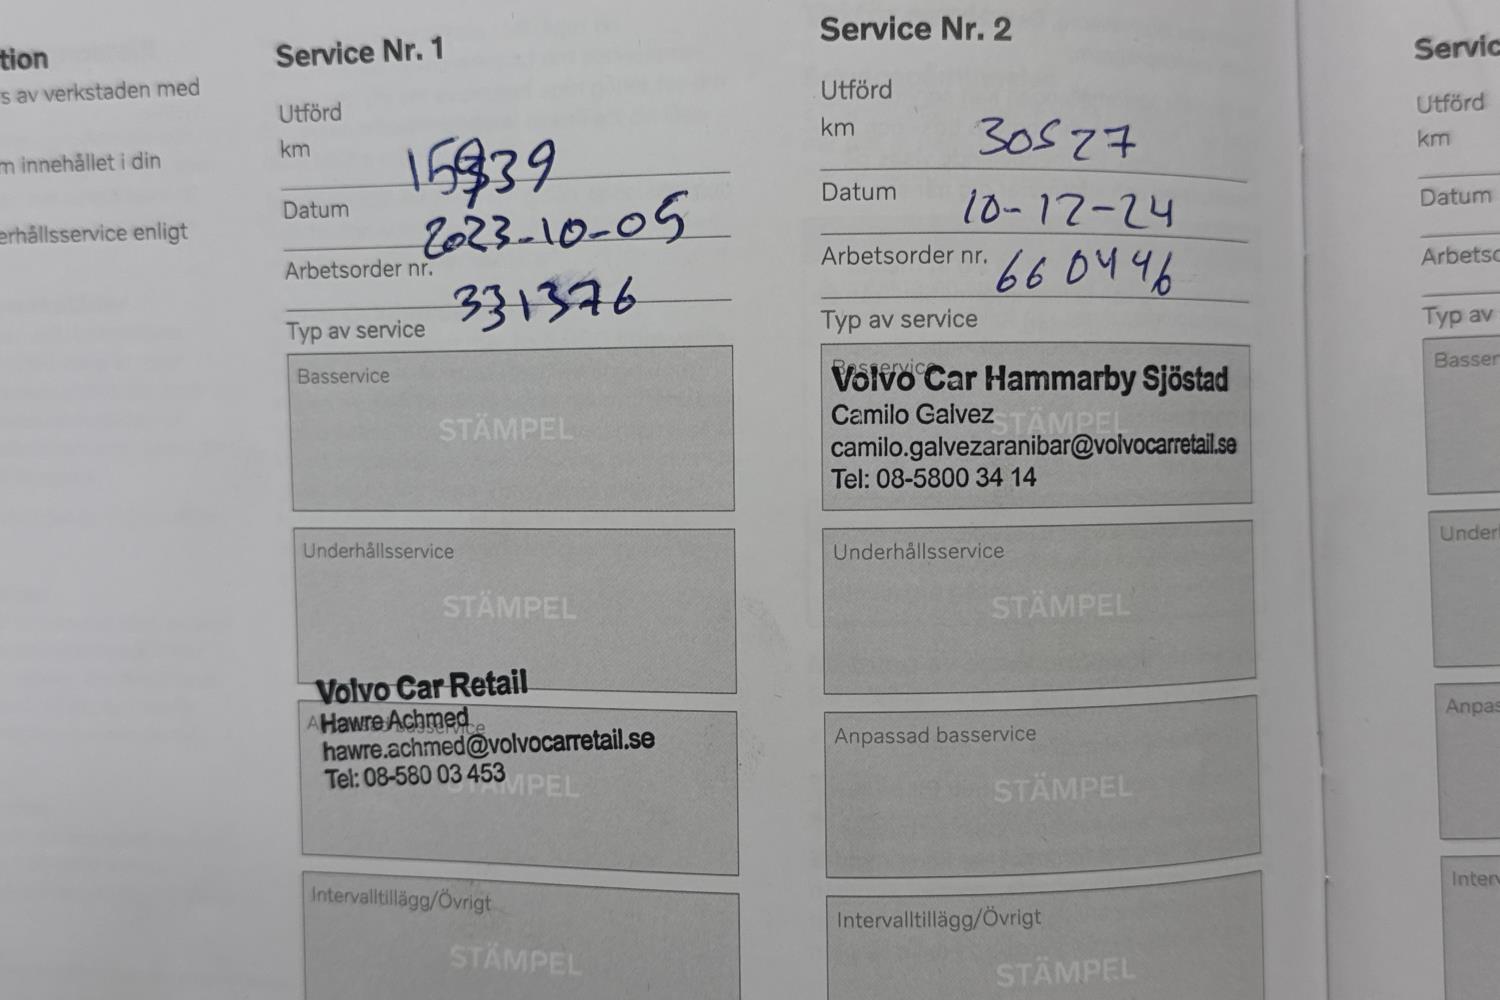 tion
s av verkstaden med
m innehållet i din
erhållsservice enligt
Service Nr. 1
Utförd
km
Datum 2023-10-05
Arbetsorder nr. 331376
Typ av service
Basservice
STÄMPEL
Underhållsservice
STÄMPEL
Volvo Car Retail
Hawre Achmed
hawre.achmed@volvocarretail.se
Tel: 08-580 03 453
STÄMPEL
Intervalltillägg/Övrigt
STÄMPEL
Service Nr. 2
Utförd
km 30527
Datum 10-12-24
Arbetsorder nr. 660446
Typ av service
Basservice
Volvo Car Hammarby Sjöstad
Camilo Galvez
STÄMPEL
camilo.galvezaranibar@volvocarretail.se
Tel: 08-5800 34 14
Underhållsservice
STÄMPEL
Anpassad basservice
STÄMPEL
Intervalltillägg/Övrigt
STÄMPEL
Servic
Utförd
km
Datum
Arbetso
Typ av
Basser
Under
Anpas
Interv